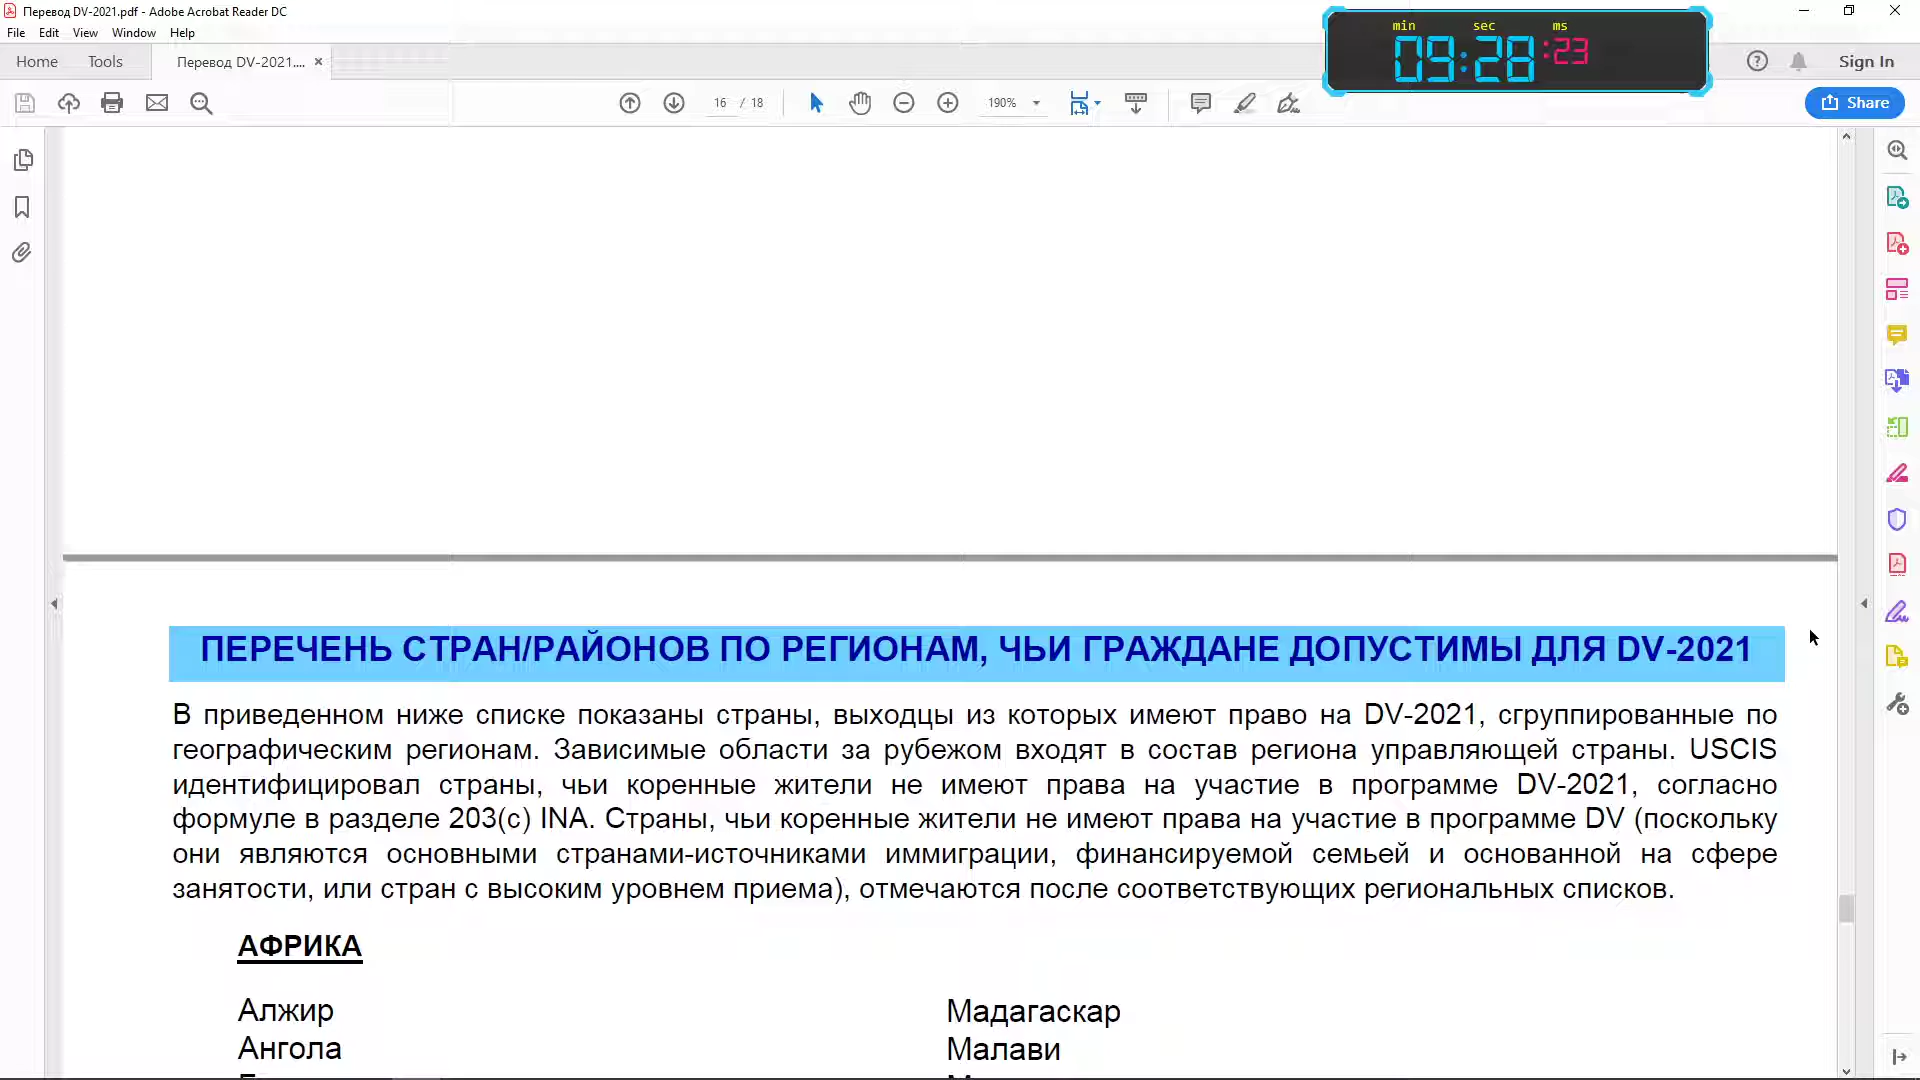 Перевод DV-2021.pdf - Adobe Acrobat Reader DC
File Edit View Window Help
min sec ms
09:28:23
Home Tools Перевод DV-2021.... Sign In
16 / 18 190% Share
ПЕРЕЧЕНЬ СТРАН/РАЙОНОВ ПО РЕГИОНАМ, ЧЬИ ГРАЖДАНЕ ДОПУСТИМЫ ДЛЯ DV-2021
В приведенном ниже списке показаны страны, выходцы из которых имеют право на DV-2021, сгруппированные по
географическим регионам. Зависимые области за рубежом входят в состав региона управляющей страны. USCIS
идентифицировал страны, чьи коренные жители не имеют права на участие в программе DV-2021, согласно
формуле в разделе 203(c) INA. Страны, чьи коренные жители не имеют права на участие в программе DV (поскольку
они являются основными странами-источниками иммиграции, финансируемой семьей и основанной на сфере
занятости, или стран с высоким уровнем приема), отмечаются после соответствующих региональных списков.
АФРИКА
Алжир Мадагаскар
Ангола Малави